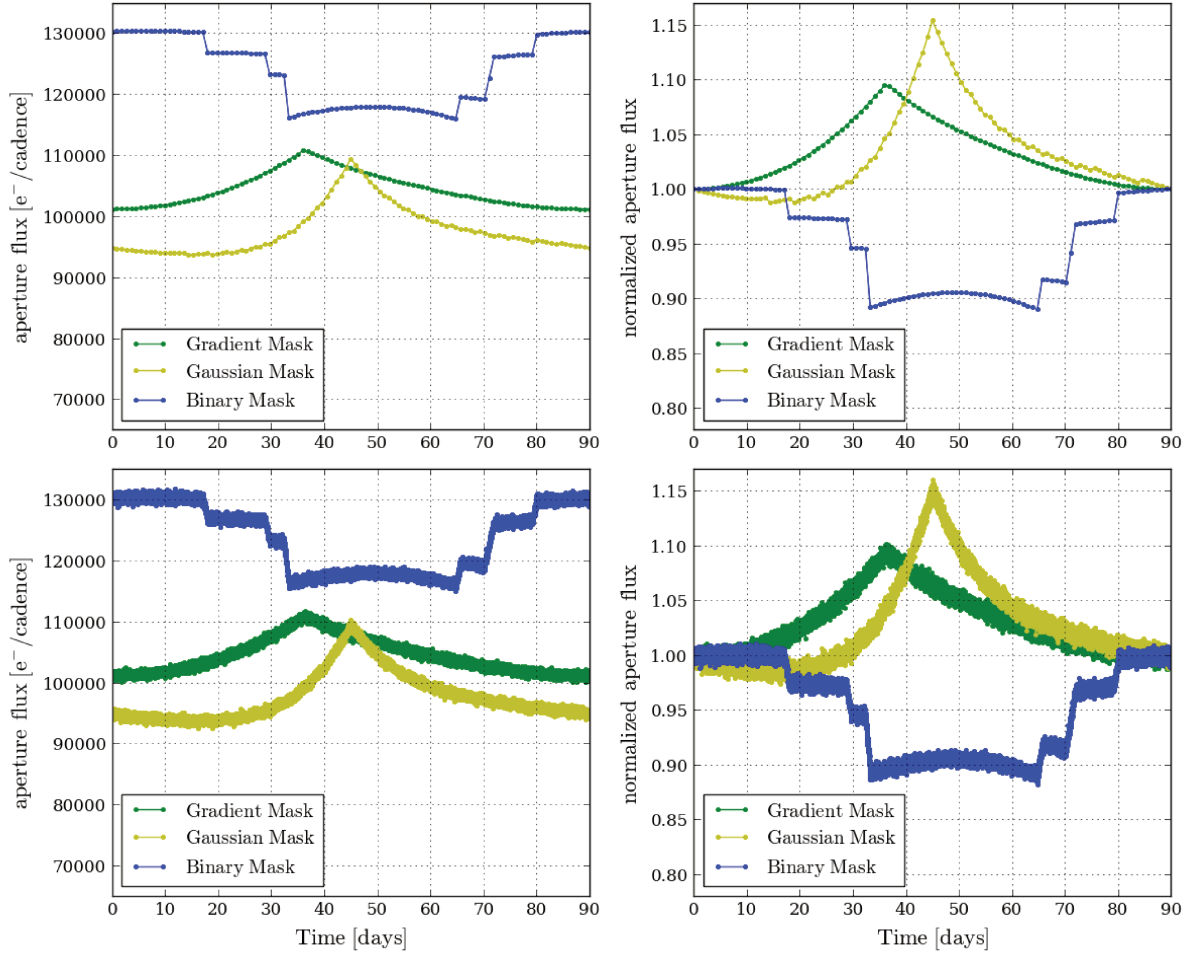 130000
120000
110000
100000
90000
80000
70000
aperture flux [e⁻/cadence]
Gradient Mask
Gaussian Mask
Binary Mask
0 10 20 30 40 50 60 70 80 90
1.15
1.10
1.05
1.00
0.95
0.90
0.85
0.80
normalized aperture flux
Gradient Mask
Gaussian Mask
Binary Mask
0 10 20 30 40 50 60 70 80 90
130000
120000
110000
100000
90000
80000
70000
aperture flux [e⁻/cadence]
Gradient Mask
Gaussian Mask
Binary Mask
0 10 20 30 40 50 60 70 80 90
Time [days]
1.15
1.10
1.05
1.00
0.95
0.90
0.85
0.80
normalized aperture flux
Gradient Mask
Gaussian Mask
Binary Mask
0 10 20 30 40 50 60 70 80 90
Time [days]